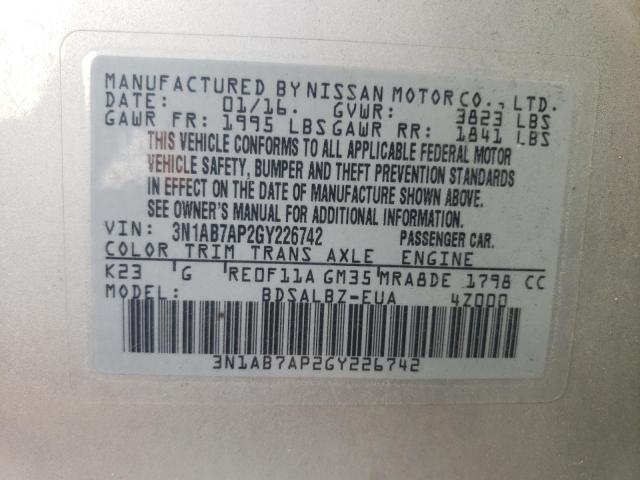 MANUFACTURED BY NISSAN MOTOR CO., LTD.
DATE: 01/16. GVWR: 3823 LBS
GAWR FR: 1995 LBS GAWR RR: 1841 LBS
THIS VEHICLE CONFORMS TO ALL APPLICABLE FEDERAL MOTOR
VEHICLE SAFETY, BUMPER AND THEFT PREVENTION STANDARDS
IN EFFECT ON THE DATE OF MANUFACTURE SHOWN ABOVE.
SEE OWNER'S MANUAL FOR ADDITIONAL INFORMATION.
VIN: 3N1AB7AP2GY226742 PASSENGER CAR.
COLOR TRIM TRANS AXLE ENGINE
K23 G RE0F11A GM35 MRA8DE 1798 CC
MODEL: BDSALBZ-EUA 4Z000
3N1AB7AP2GY226742